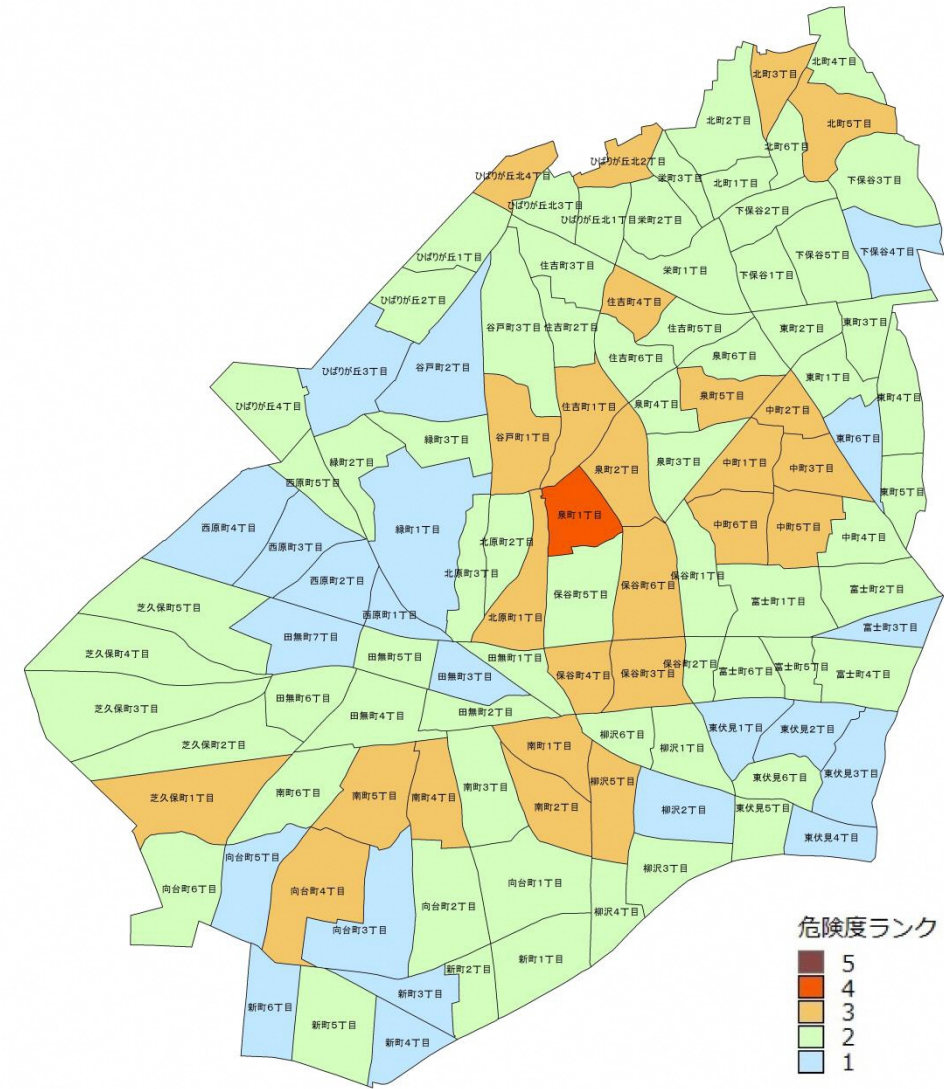 北町4丁目
北町3丁目
北町2丁目
北町5丁目
北町6丁目
ひばりが丘北2丁目
ひばりが丘北4丁目
栄町3丁目
北町1丁目
下保谷3丁目
ひばりが丘北3丁目
ひばりが丘北1丁目
栄町2丁目
下保谷2丁目
下保谷4丁目
下保谷5丁目
ひばりが丘1丁目
住吉町3丁目
栄町1丁目
下保谷1丁目
ひばりが丘2丁目
住吉町4丁目
谷戸町3丁目
住吉町2丁目
住吉町5丁目
東町2丁目
東町3丁目
ひばりが丘3丁目
谷戸町2丁目
住吉町6丁目
泉町6丁目
東町1丁目
泉町5丁目
東町4丁目
ひばりが丘4丁目
住吉町1丁目
泉町4丁目
中町2丁目
谷戸町1丁目
緑町3丁目
東町6丁目
緑町2丁目
泉町3丁目
中町1丁目
泉町2丁目
中町3丁目
西原町5丁目
東町5丁目
泉町1丁目
西原町4丁目
緑町1丁目
中町6丁目
中町5丁目
西原町3丁目
北原町2丁目
中町4丁目
北原町3丁目
保谷町1丁目
西原町2丁目
保谷町6丁目
富士町2丁目
保谷町5丁目
富士町1丁目
芝久保町5丁目
西原町1丁目
北原町1丁目
富士町3丁目
田無町7丁目
芝久保町4丁目
田無町5丁目
田無町1丁目
保谷町2丁目
富士町5丁目
富士町6丁目
田無町3丁目
保谷町4丁目
保谷町3丁目
富士町4丁目
田無町6丁目
芝久保町3丁目
田無町2丁目
田無町4丁目
東伏見1丁目
東伏見2丁目
柳沢6丁目
芝久保町2丁目
南町1丁目
柳沢1丁目
東伏見3丁目
東伏見6丁目
柳沢5丁目
南町3丁目
南町6丁目
南町5丁目
南町4丁目
芝久保町1丁目
南町2丁目
柳沢2丁目
東伏見5丁目
東伏見4丁目
向台町5丁目
柳沢3丁目
向台町1丁目
向台町6丁目
向台町4丁目
向台町2丁目
柳沢4丁目
向台町3丁目
新町1丁目
新町2丁目
新町3丁目
新町6丁目
新町5丁目
新町4丁目
危険度ランク
5
4
3
2
1